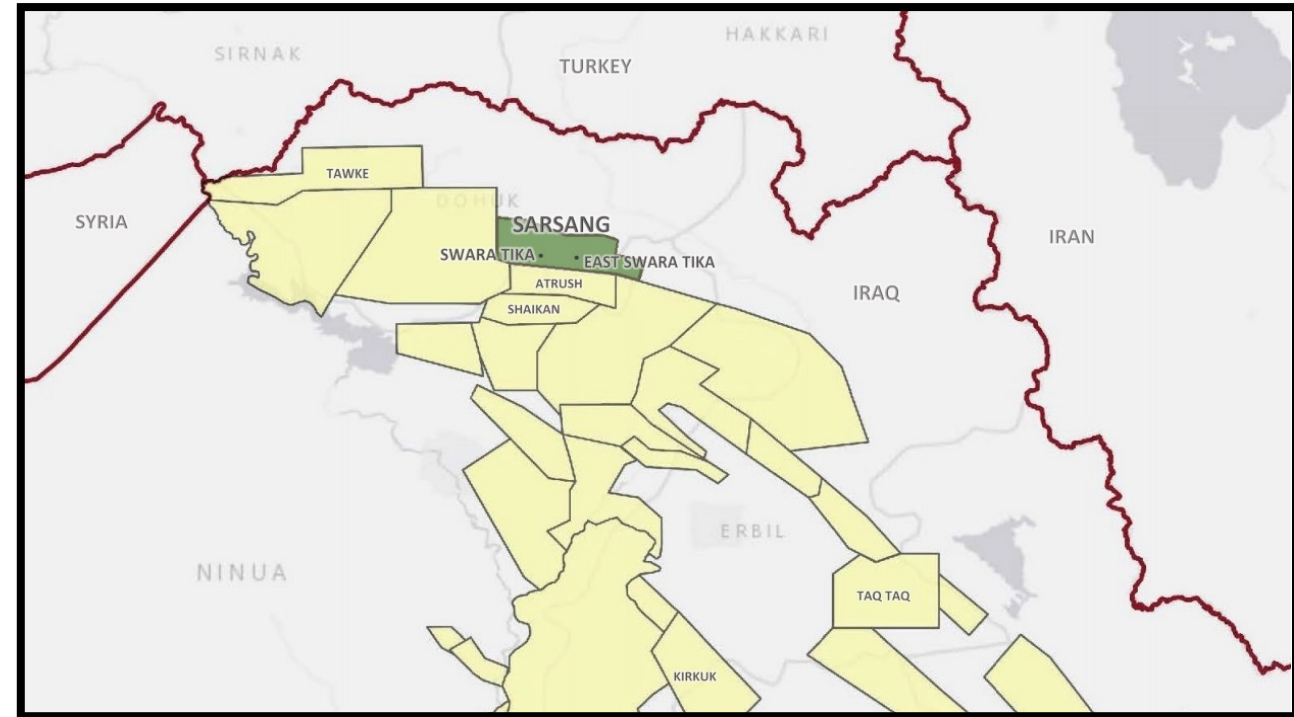 HAKKARI
SIRNAK
TURKEY
TAWKE
DOHUK
SYRIA
SARSANG
IRAN
SWARA TIKA
EAST SWARA TIKA
ATRUSH
IRAQ
SHAIKAN
ERBIL
NINUA
TAQ TAQ
KIRKUK